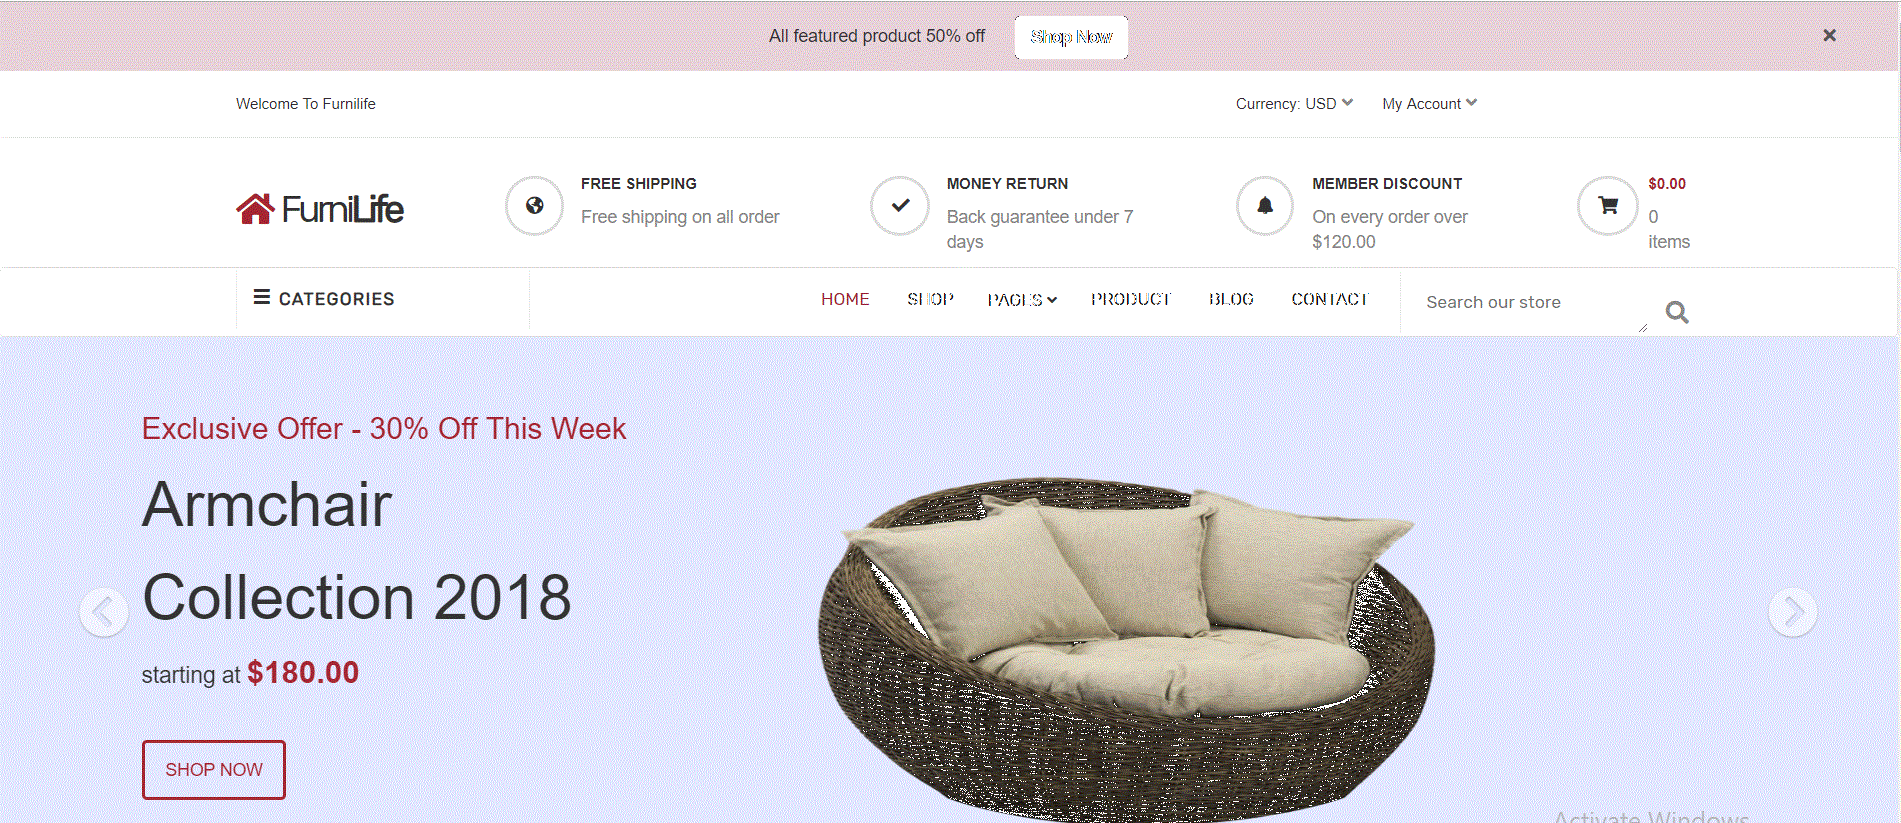 All featured product 50% off Shop Now
Welcome To Furnilife
Currency: USD
My Account
FurniLife
FREE SHIPPING
Free shipping on all order
MONEY RETURN
Back guarantee under 7
days
MEMBER DISCOUNT
On every order over
$120.00
$0.00
0
items
CATEGORIES
HOME SHOP PAGES PRODUCT BLOG CONTACT
Search our store
Exclusive Offer - 30% Off This Week
Armchair
Collection 2018
starting at $180.00
SHOP NOW
Activate Windows